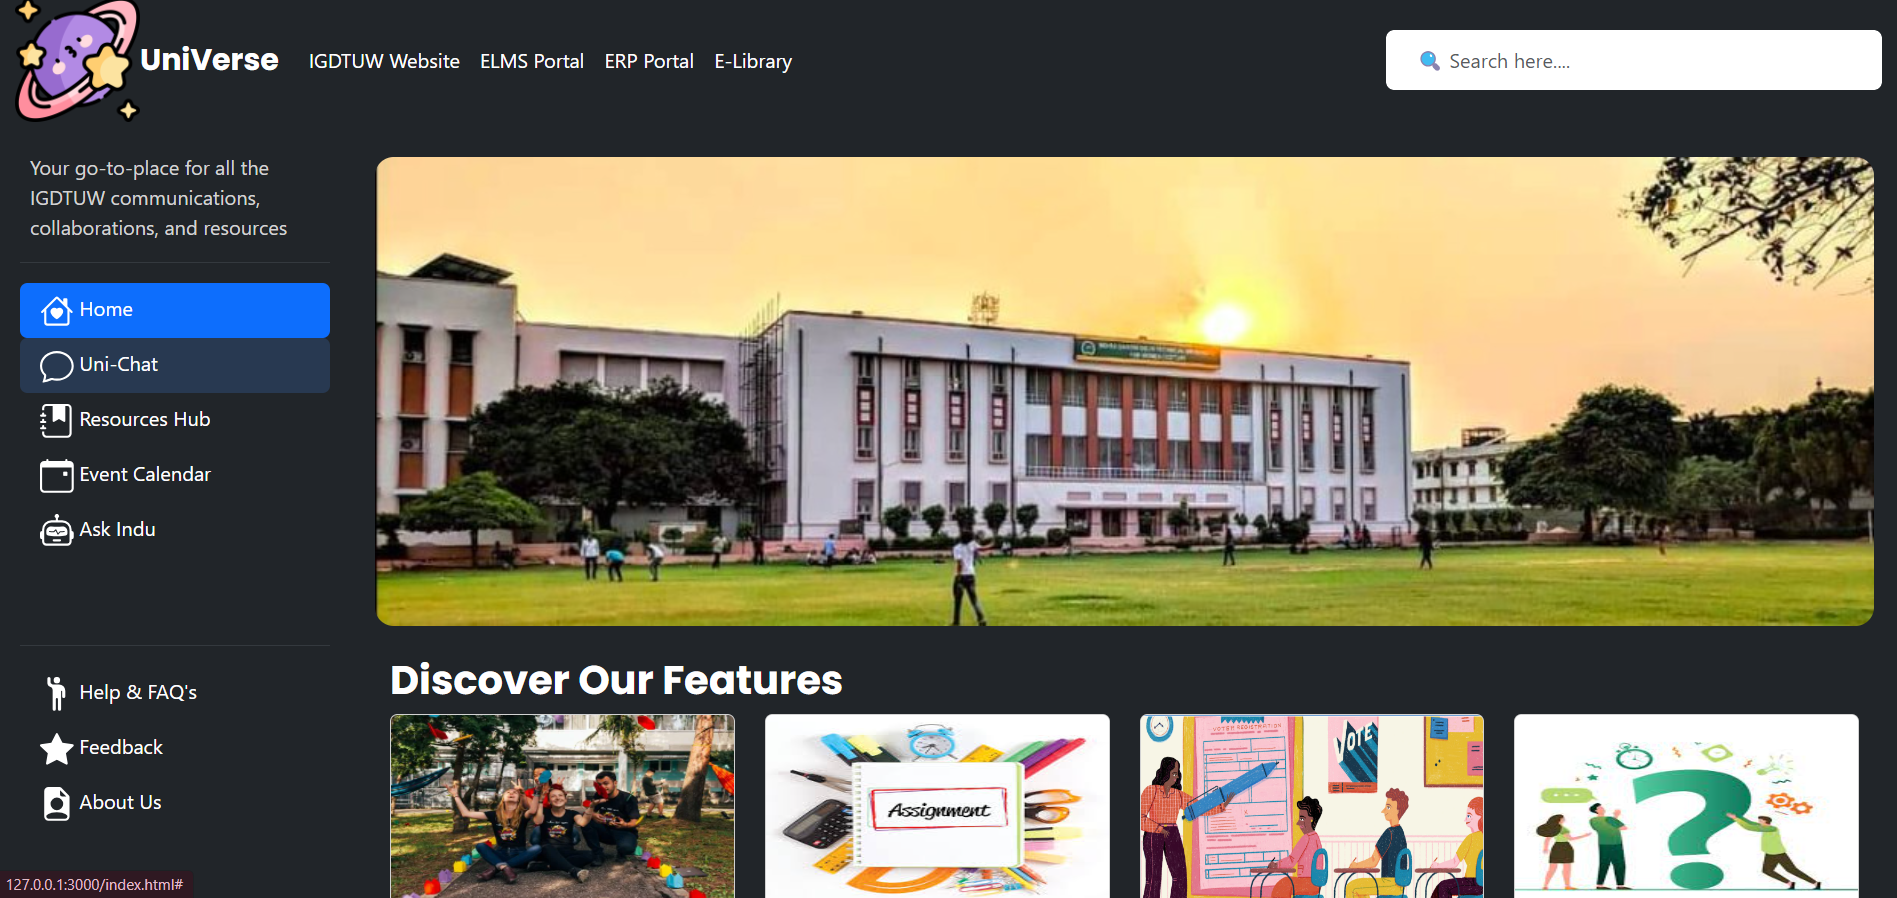 UniVerse
IGDTUW Website
ELMS Portal
ERP Portal
E-Library
Search here....
Your go-to-place for all the
IGDTUW communications,
collaborations, and resources
Home
Uni-Chat
Resources Hub
Event Calendar
Ask Indu
Help & FAQ's
Feedback
About Us
Discover Our Features
Assignment
VOTER REGISTRATION
VOTE
127.0.0.1:3000/index.html#